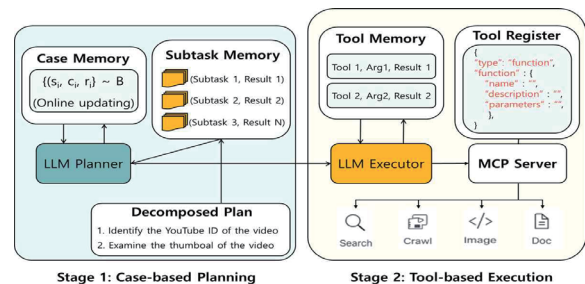 Case Memory
{(sᵢ, cᵢ, rᵢ} ~ B
(Online updating)
Subtask Memory
(Subtask 1, Result 1)
(Subtask 2, Result 2)
(Subtask 3, Result N)
LLM Planner
Decomposed Plan
1. Identify the YouTube ID of the video
2. Examine the thumboal of the video
Stage 1: Case-based Planning
Tool Memory
Tool 1, Arg1, Result 1
Tool 2, Arg2, Result 2
Tool Register
{
"type": "function",
"function" : {
"name" : "",
"description" : "",
"parameters" : "",
},
}
LLM Executor
MCP Server
Search
Crawl
Image
Doc
Stage 2: Tool-based Execution